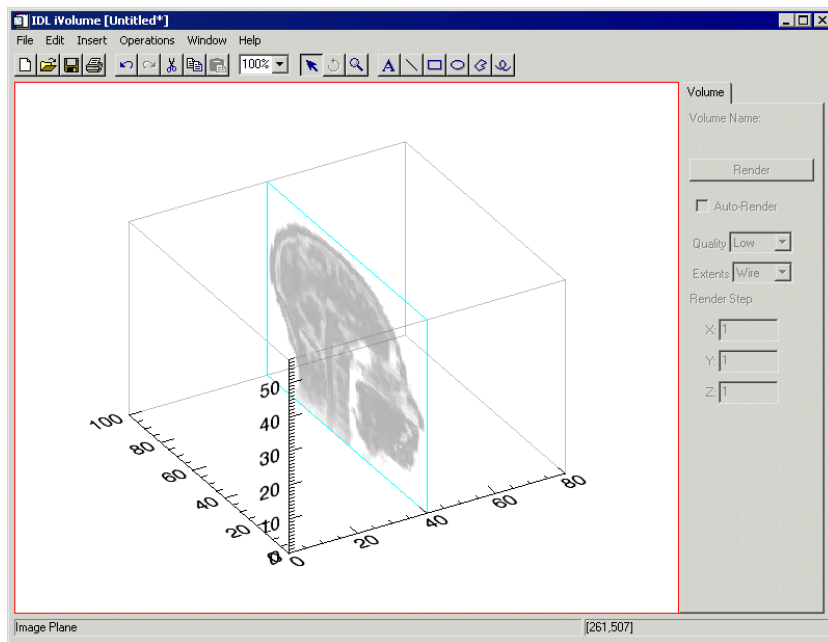 IDL iVolume [Untitled*]
File Edit Insert Operations Window Help
100% A
Volume
Volume Name:
Render
Auto-Render
Quality Low
Extents Wire
Render Step
X: 1
Y: 1
Z: 1
50
40
30
20
10
0
100
80
60
40
20
0
0
20
40
60
80
Image Plane [261,507]